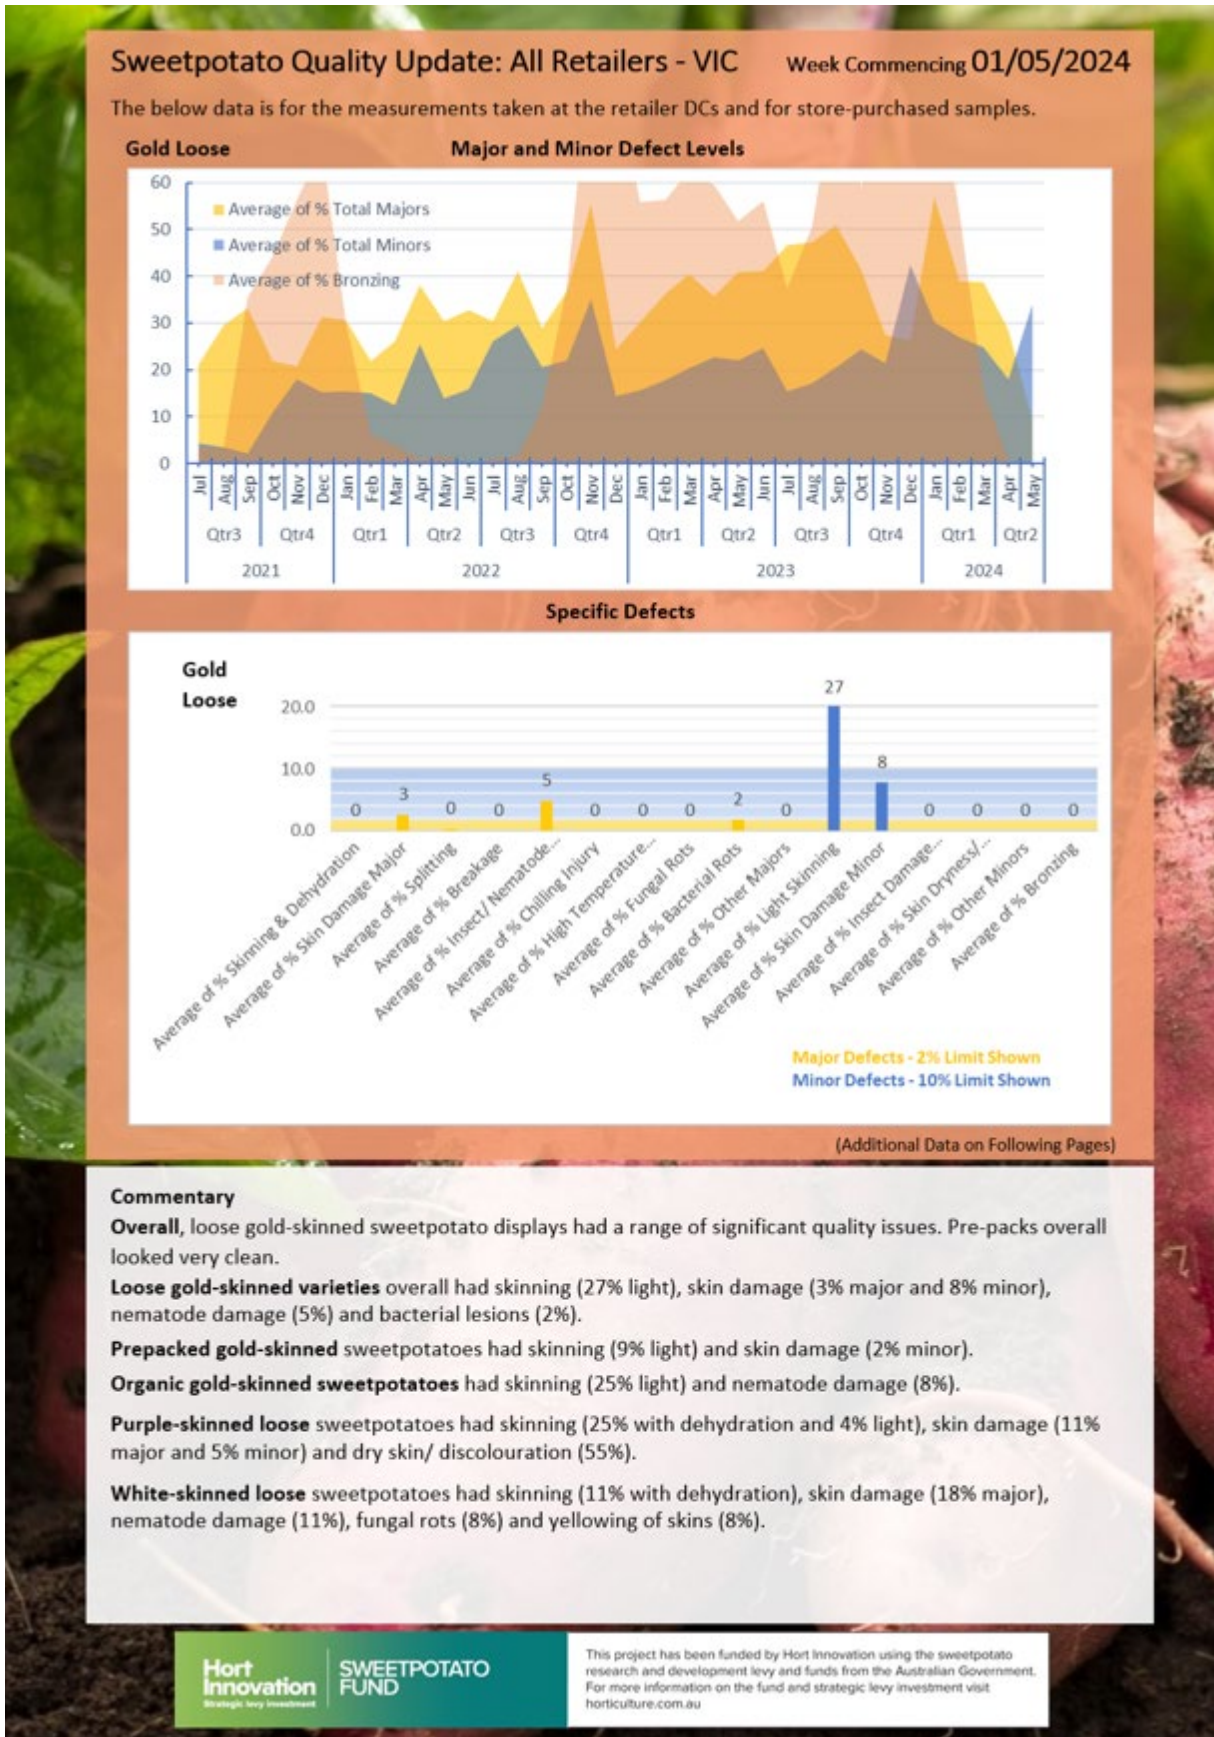 Sweetpotato Quality Update: All Retailers - VIC Week Commencing 01/05/2024
The below data is for the measurements taken at the retailer DCs and for store-purchased samples.
Gold Loose Major and Minor Defect Levels
60
50
40
30
20
10
0
Average of % Total Majors
Average of % Total Minors
Average of % Bronzing
Jul Aug Sep Oct Nov Dec Jan Feb Mar Apr May Jun Jul Aug Sep Oct Nov Dec Jan Feb Mar Apr May Jun Jul Aug Sep Oct Nov Dec Jan Feb Mar Apr May
Qtr3 Qtr4 Qtr1 Qtr2 Qtr3 Qtr4 Qtr1 Qtr2 Qtr3 Qtr4 Qtr1 Qtr2
2021 2022 2023 2024
Specific Defects
Gold
Loose
20.0
10.0
0.0
0 3 0 0 5 0 0 0 2 0 27 8 0 0 0 0
Average of % Skinning & Dehydration
Average of % Skin Damage Major
Average of % Splitting
Average of % Breakage
Average of % Insect/ Nematode...
Average of % Chilling Injury
Average of % High Temperature...
Average of % Fungal Rots
Average of % Bacterial Rots
Average of % Other Majors
Average of % Light Skinning
Average of % Skin Damage Minor
Average of % Insect Damage...
Average of % Skin Dryness/...
Average of % Other Minors
Average of % Bronzing
Major Defects - 2% Limit Shown
Minor Defects - 10% Limit Shown
(Additional Data on Following Pages)
Commentary
Overall, loose gold-skinned sweetpotato displays had a range of significant quality issues. Pre-packs overall
looked very clean.
Loose gold-skinned varieties overall had skinning (27% light), skin damage (3% major and 8% minor),
nematode damage (5%) and bacterial lesions (2%).
Prepacked gold-skinned sweetpotatoes had skinning (9% light) and skin damage (2% minor).
Organic gold-skinned sweetpotatoes had skinning (25% light) and nematode damage (8%).
Purple-skinned loose sweetpotatoes had skinning (25% with dehydration and 4% light), skin damage (11%
major and 5% minor) and dry skin/ discolouration (55%).
White-skinned loose sweetpotatoes had skinning (11% with dehydration), skin damage (18% major),
nematode damage (11%), fungal rots (8%) and yellowing of skins (8%).
Hort
Innovation
Strategic levy investment
SWEETPOTATO
FUND
This project has been funded by Hort Innovation using the sweetpotato
research and development levy and funds from the Australian Government.
For more information on the fund and strategic levy investment visit
horticulture.com.au